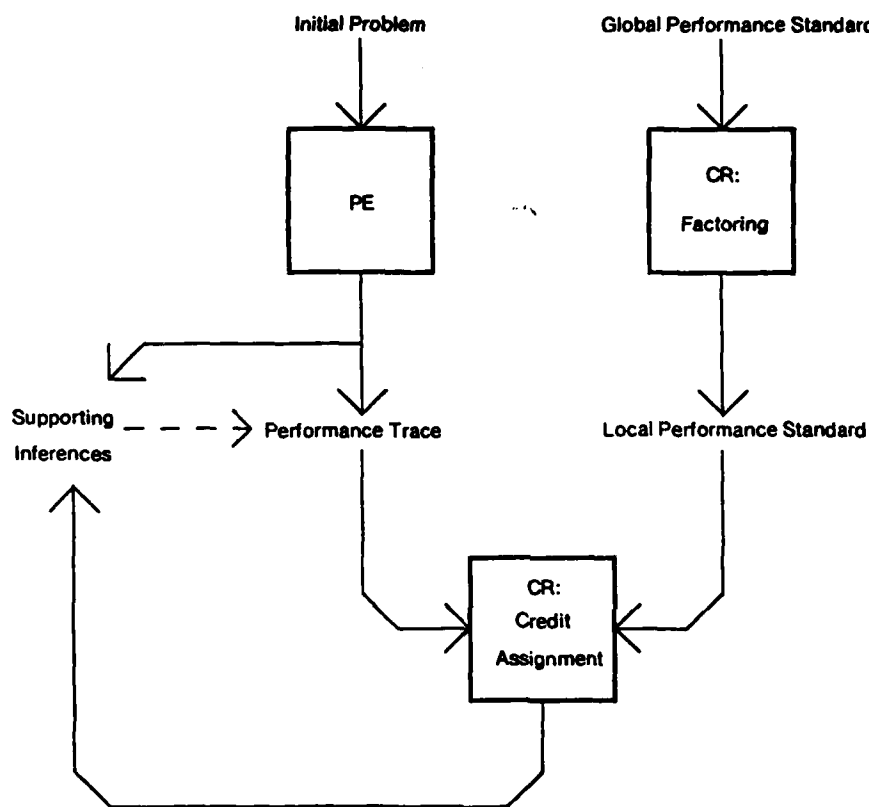 Initial Problem
Global Performance Standard
PE
CR:
Factoring
Supporting
Inferences
Performance Trace
Local Performance Standard
CR:
Credit
Assignment